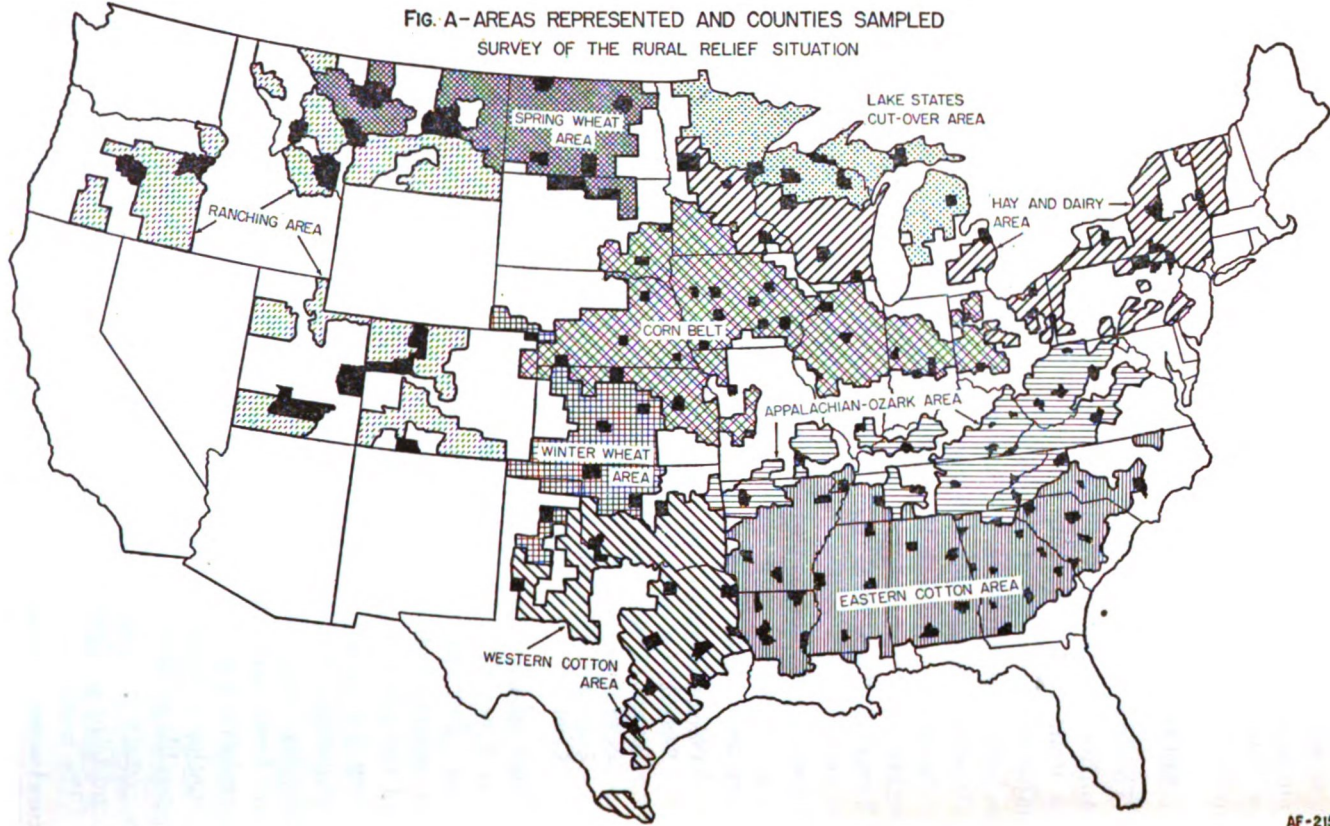 FIG. A-AREAS REPRESENTED AND COUNTIES SAMPLED
SURVEY OF THE RURAL RELIEF SITUATION
LAKE STATES
CUT-OVER AREA
SPRING WHEAT
AREA
HAY AND DAIRY
AREA
RANCHING AREA
CORN BELT
APPALACHIAN-OZARK AREA
WINTER WHEAT
AREA
EASTERN COTTON AREA
WESTERN COTTON
AREA